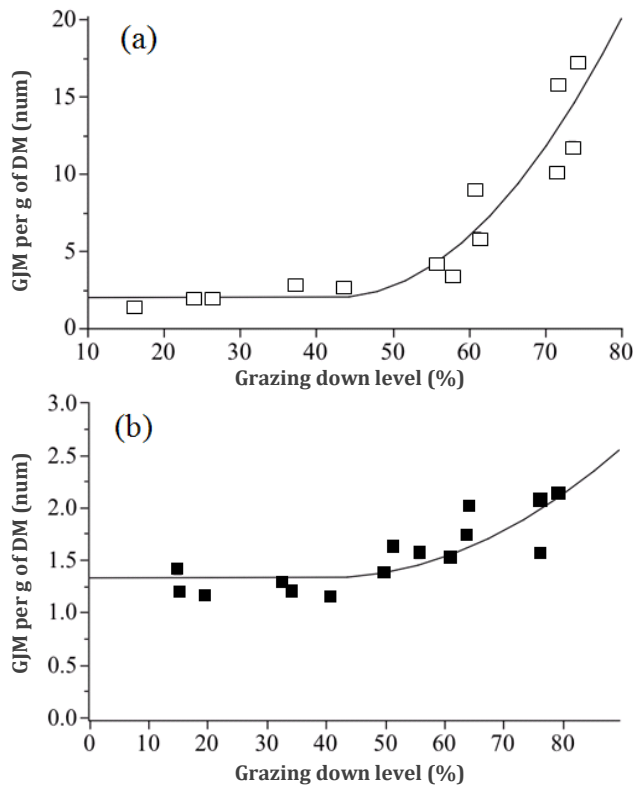 (a)
20
15
10
5
0
GJM per g of DM (num)
10 20 30 40 50 60 70 80
Grazing down level (%)
(b)
3.0
2.5
2.0
1.5
1.0
0.5
0.0
GJM per g of DM (num)
0 10 20 30 40 50 60 70 80
Grazing down level (%)